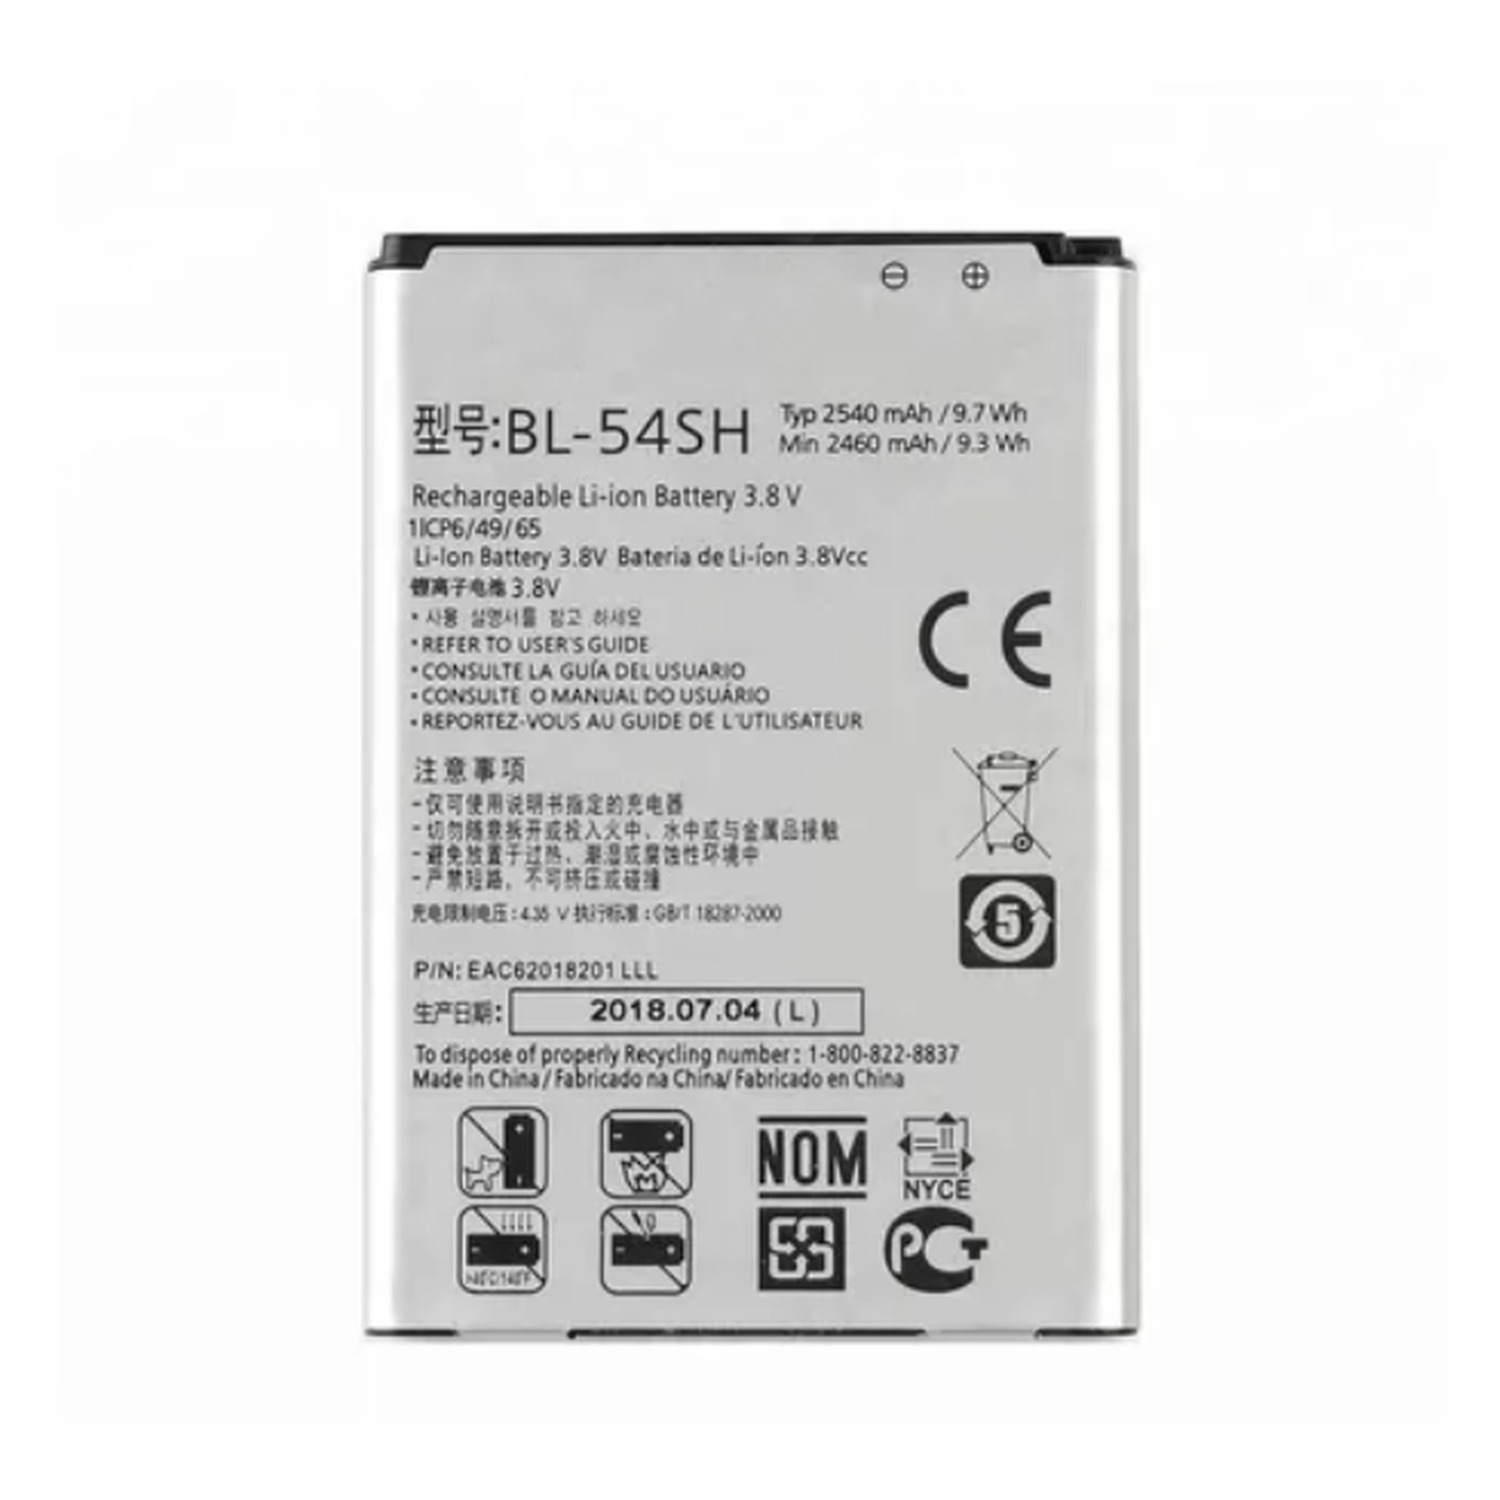 型号:BL-54SH
Typ 2540 mAh / 9.7 Wh
Min 2460 mAh / 9.3 Wh
Rechargeable Li-ion Battery 3.8 V
1ICP6/49/65
Li-Ion Battery 3.8V Bateria de Li-íon 3.8Vcc
锂离子电池 3.8V
• 사용 설명서를 참고 하세요
• REFER TO USER'S GUIDE
• CONSULTE LA GUÍA DEL USUARIO
• CONSULTE O MANUAL DO USUÁRIO
• REPORTEZ-VOUS AU GUIDE DE L'UTILISATEUR
注意事项
-仅可使用说明书指定的充电器
-切勿随意拆开或投入火中、水中或与金属品接触
-避免放置于过热、潮湿或腐蚀性环境中
-严禁短路、不可挤压或碰撞
充电限制电压:4.35 V 执行标准:GB/T 18287-2000
5
P/N: EAC62018201 LLL
生产日期: 2018.07.04 (L)
To dispose of properly Recycling number: 1-800-822-8837
Made in China / Fabricado na China/ Fabricado en China
NOM
NYCE